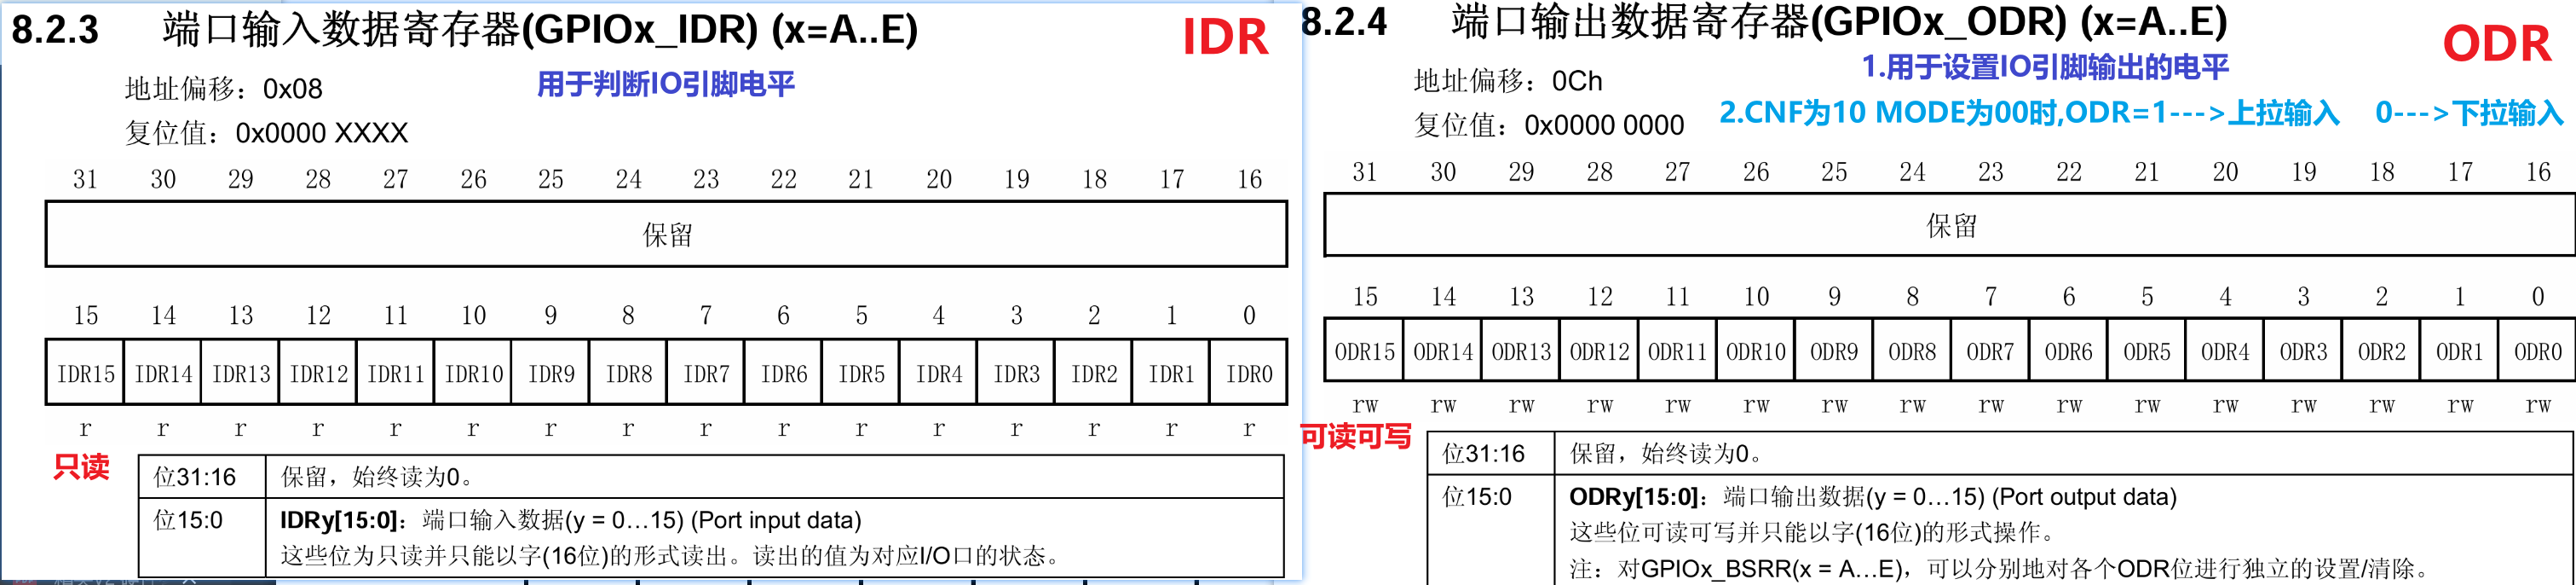 8.2.3 端口输入数据寄存器(GPIOx_IDR) (x=A..E)
IDR
地址偏移：0x08
用于判断IO引脚电平
复位值：0x0000 XXXX
31 30 29 28 27 26 25 24 23 22 21 20 19 18 17 16
保留
15 14 13 12 11 10 9 8 7 6 5 4 3 2 1 0
IDR15 IDR14 IDR13 IDR12 IDR11 IDR10 IDR9 IDR8 IDR7 IDR6 IDR5 IDR4 IDR3 IDR2 IDR1 IDR0
r r r r r r r r r r r r r r r r
只读
位31:16 保留，始终读为0。
位15:0 IDRy[15:0]：端口输入数据(y = 0…15) (Port input data)
这些位为只读并只能以字(16位)的形式读出。读出的值为对应I/O口的状态。
8.2.4 端口输出数据寄存器(GPIOx_ODR) (x=A..E)
ODR
1.用于设置IO引脚输出的电平
地址偏移：0Ch
2.CNF为10 MODE为00时,ODR=1--->上拉输入 0--->下拉输入
复位值：0x0000 0000
31 30 29 28 27 26 25 24 23 22 21 20 19 18 17 16
保留
15 14 13 12 11 10 9 8 7 6 5 4 3 2 1 0
ODR15 ODR14 ODR13 ODR12 ODR11 ODR10 ODR9 ODR8 ODR7 ODR6 ODR5 ODR4 ODR3 ODR2 ODR1 ODR0
rw rw rw rw rw rw rw rw rw rw rw rw rw rw rw rw
可读可写
位31:16 保留，始终读为0。
位15:0 ODRy[15:0]：端口输出数据(y = 0…15) (Port output data)
这些位可读可写并只能以字(16位)的形式操作。
注：对GPIOx_BSRR(x = A…E)，可以分别地对各个ODR位进行独立的设置/清除。